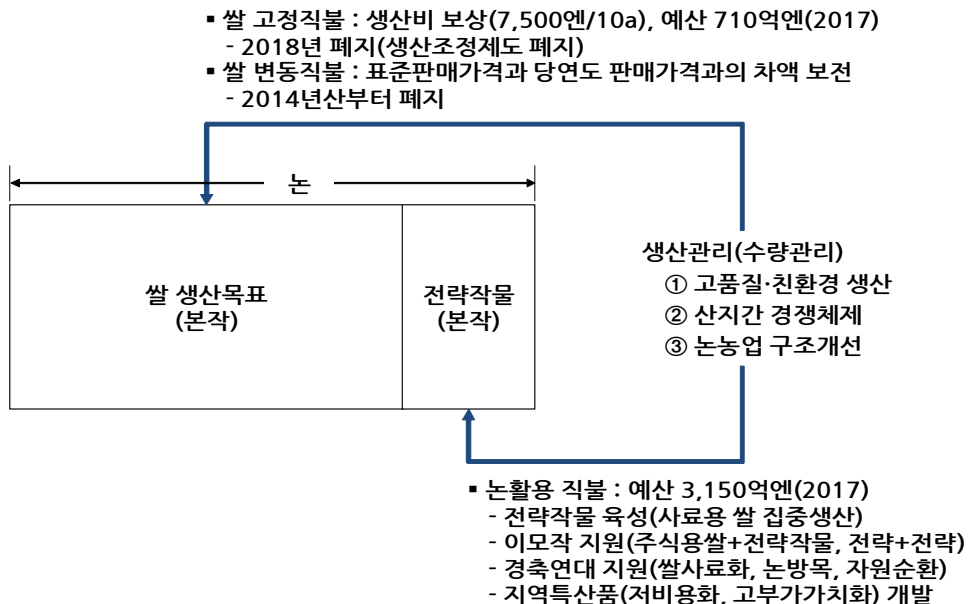 ▪ 쌀 고정직불 : 생산비 보상(7,500엔/10a), 예산 710억엔(2017)
- 2018년 폐지(생산조정제도 폐지)
▪ 쌀 변동직불 : 표준판매가격과 당연도 판매가격과의 차액 보전
- 2014년산부터 폐지
논
쌀 생산목표
(본작)
전략작물
(본작)
생산관리(수량관리)
① 고품질·친환경 생산
② 산지간 경쟁체제
③ 논농업 구조개선
▪ 논활용 직불 : 예산 3,150억엔(2017)
- 전략작물 육성(사료용 쌀 집중생산)
- 이모작 지원(주식용쌀+전략작물, 전략+전략)
- 경축연대 지원(쌀사료화, 논방목, 자원순환)
- 지역특산품(저비용화, 고부가가치화) 개발